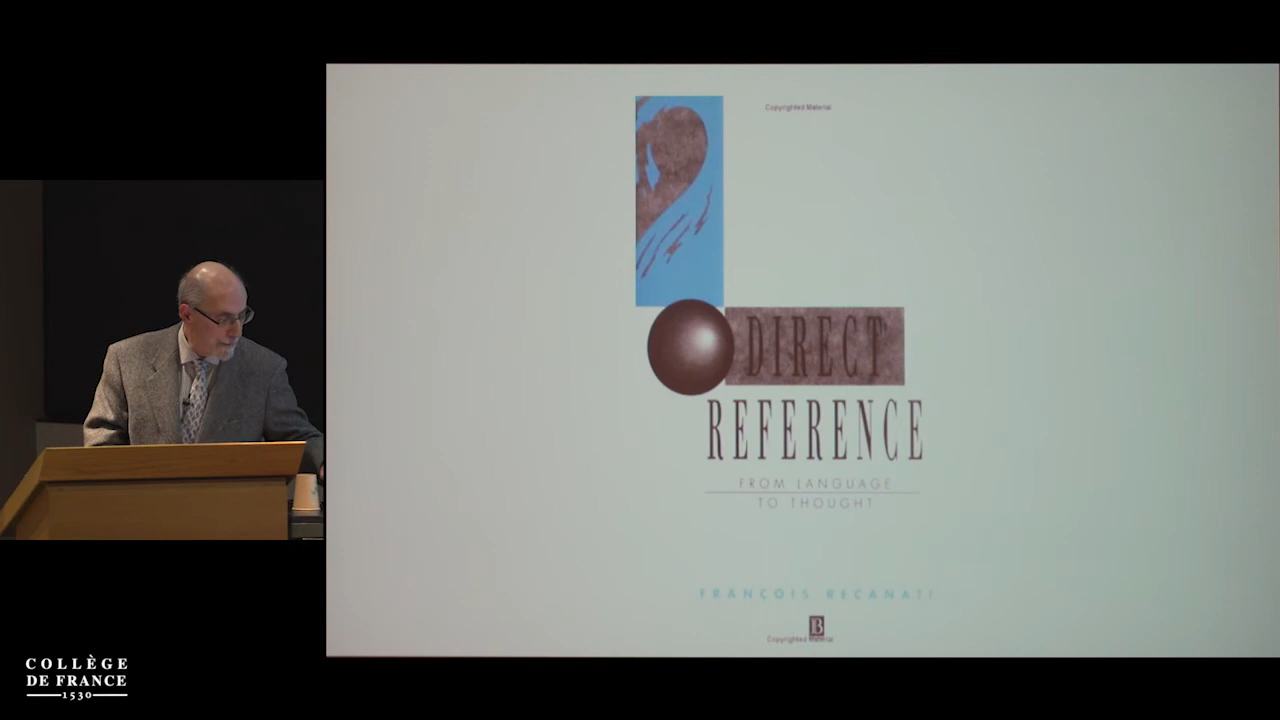 Copyrighted Material
DIRECT
REFERENCE
FROM LANGUAGE
TO THOUGHT
FRANÇOIS RECANATI
B
Copyrighted Material
COLLÈGE
DE FRANCE
1530